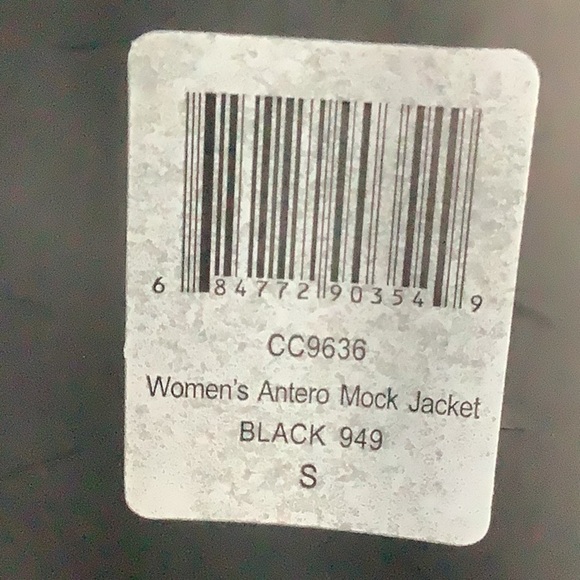 6 84772 90354 9
CC9636
Women's Antero Mock Jacket
BLACK 949
S